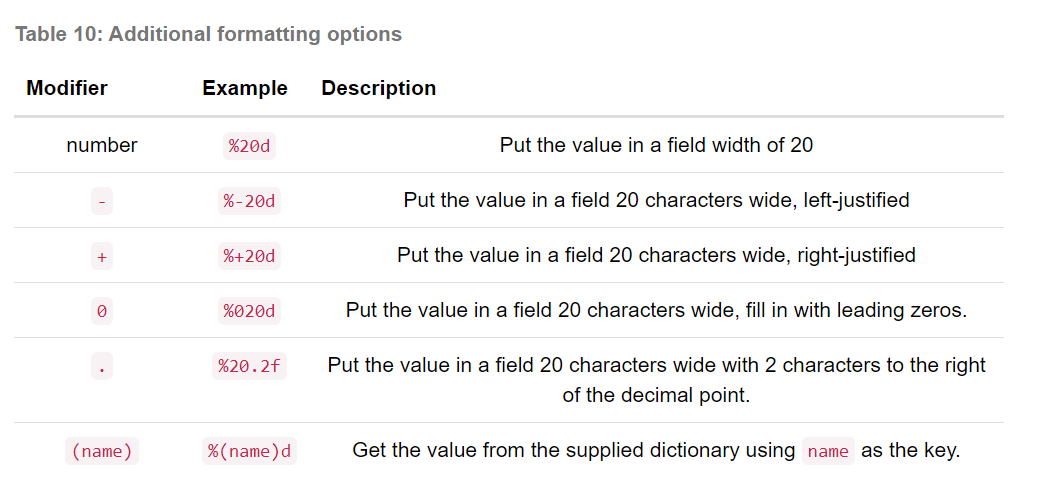 Table 10: Additional formatting options
Modifier Example Description
number %20d Put the value in a field width of 20
- %-20d Put the value in a field 20 characters wide, left-justified
+ %+20d Put the value in a field 20 characters wide, right-justified
0 %020d Put the value in a field 20 characters wide, fill in with leading zeros.
. %20.2f Put the value in a field 20 characters wide with 2 characters to the right
of the decimal point.
(name) %(name)d Get the value from the supplied dictionary using name as the key.